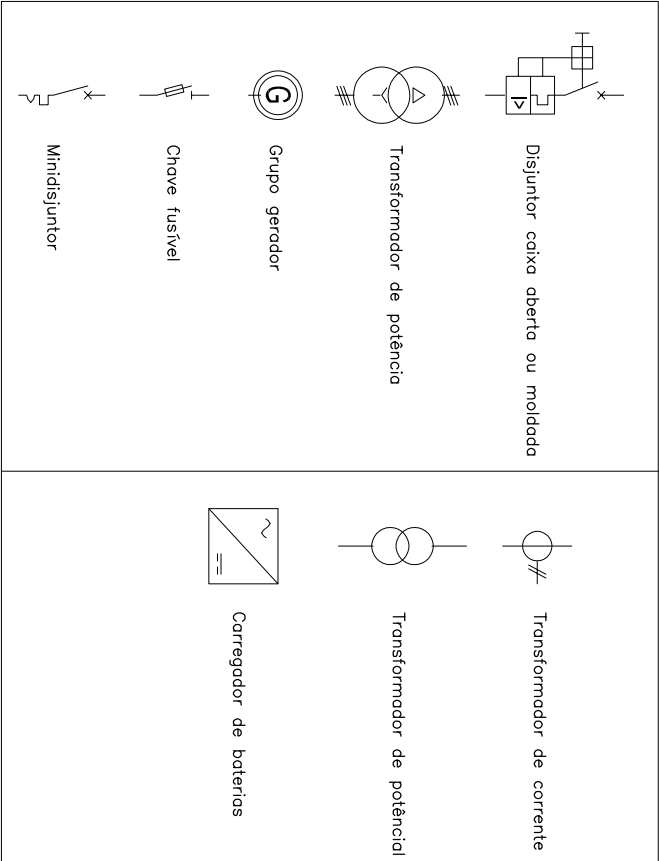 Disjuntor caixa aberta ou moldada
Transformador de potência
G
Grupo gerador
Chave fusível
Minidisjuntor
Transformador de corrente
Transformador de potêncial
Carregador de baterias